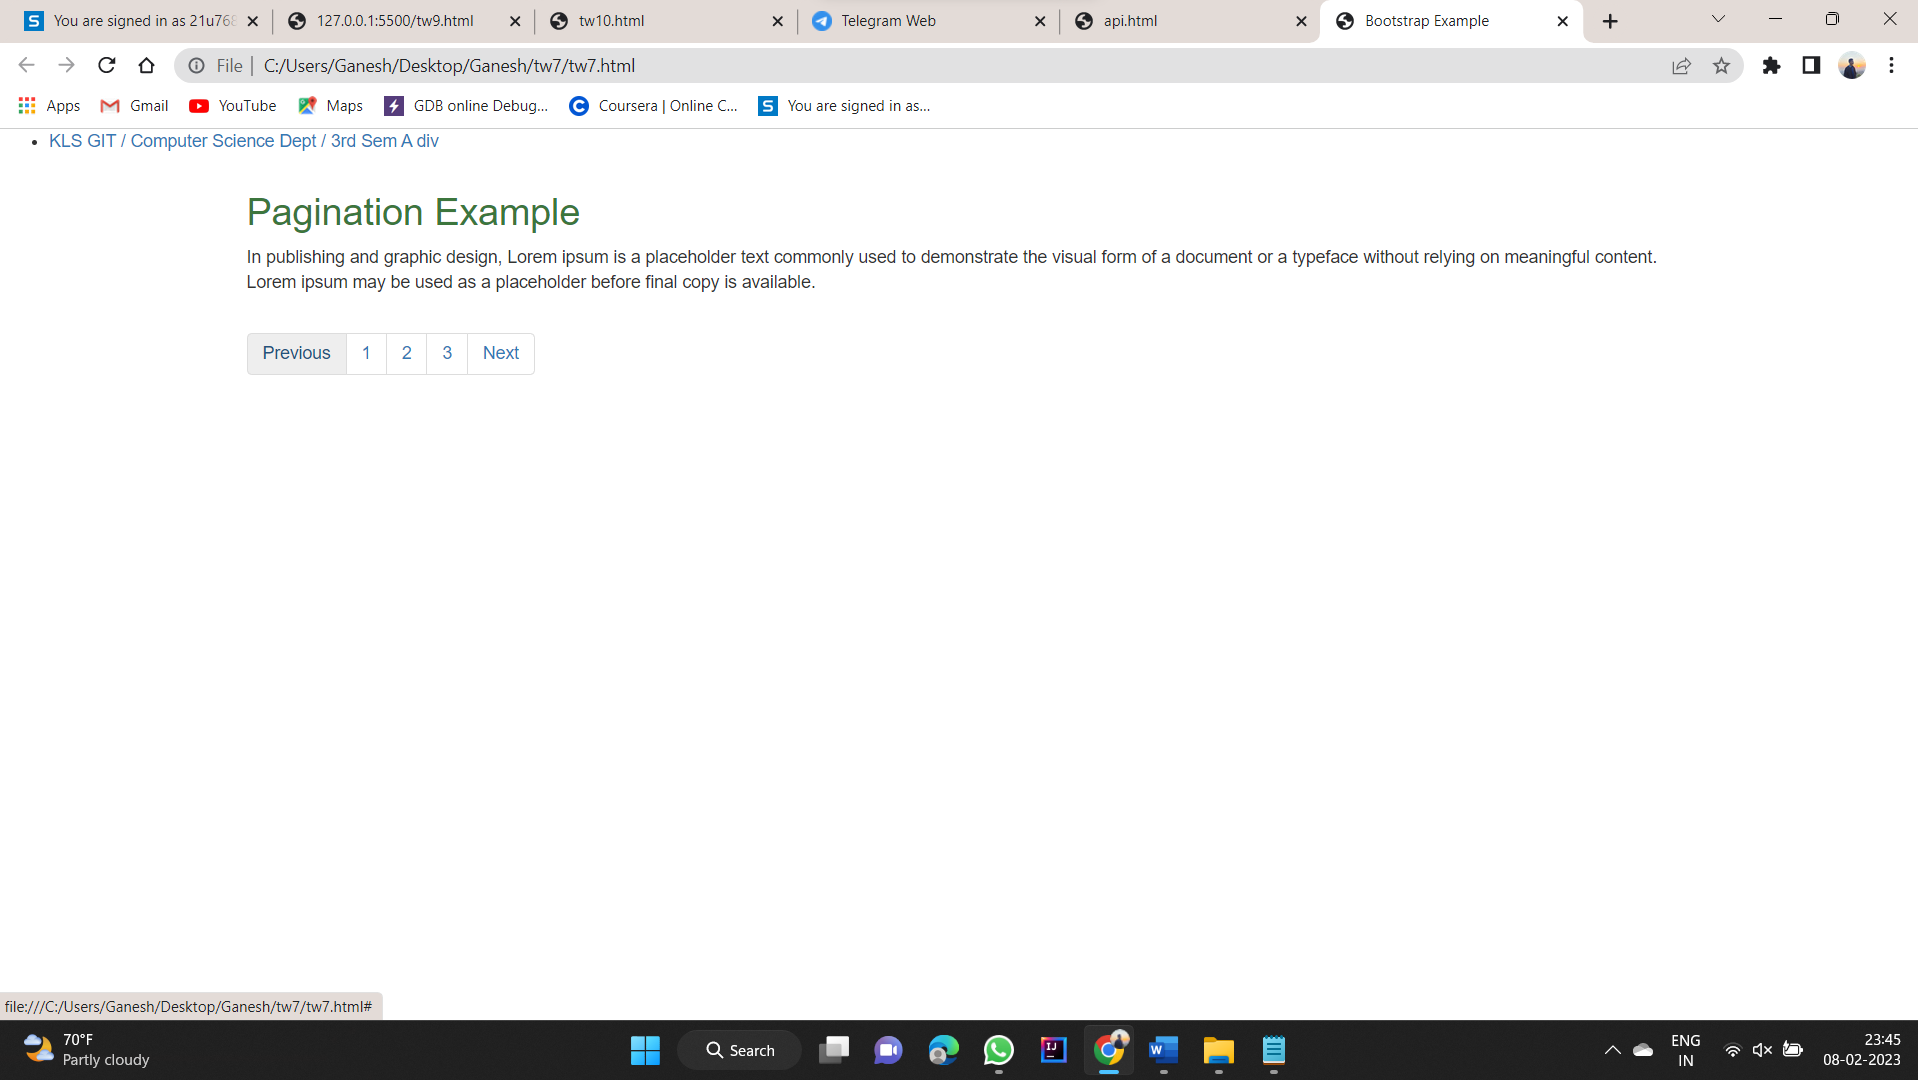 You are signed in as 21u768
127.0.0.1:5500/tw9.html
tw10.html
Telegram Web
api.html
Bootstrap Example
File | C:/Users/Ganesh/Desktop/Ganesh/tw7/tw7.html
Apps
Gmail
YouTube
Maps
GDB online Debug...
Coursera | Online C...
You are signed in as...
• KLS GIT / Computer Science Dept / 3rd Sem A div
Pagination Example
In publishing and graphic design, Lorem ipsum is a placeholder text commonly used to demonstrate the visual form of a document or a typeface without relying on meaningful content.
Lorem ipsum may be used as a placeholder before final copy is available.
Previous 1 2 3 Next
file:///C:/Users/Ganesh/Desktop/Ganesh/tw7/tw7.html#
70°F
Partly cloudy
Search
ENG
IN
23:45
08-02-2023